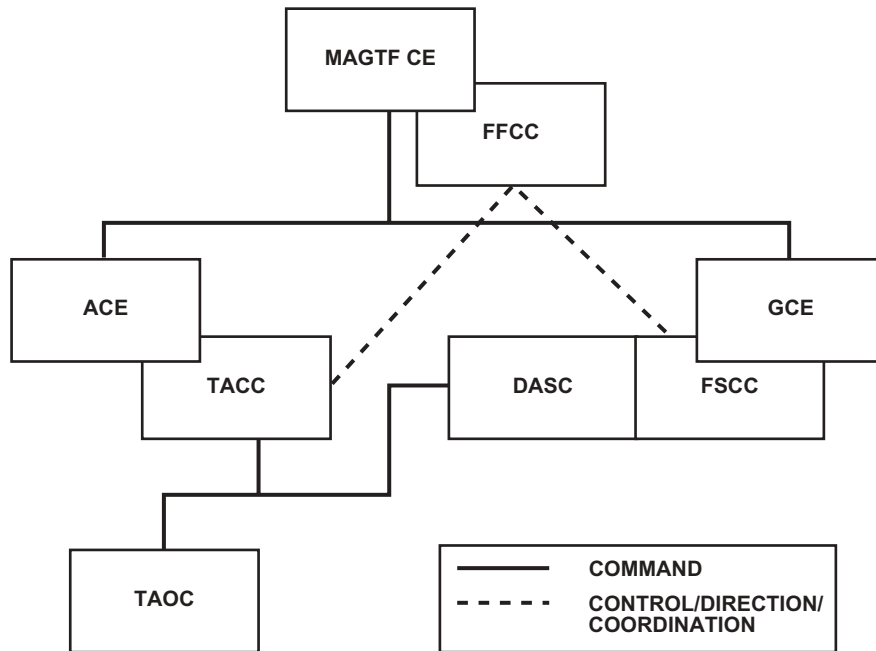 MAGTF CE
FFCC
ACE
GCE
TACC
DASC
FSCC
TAOC
COMMAND
CONTROL/DIRECTION/
COORDINATION